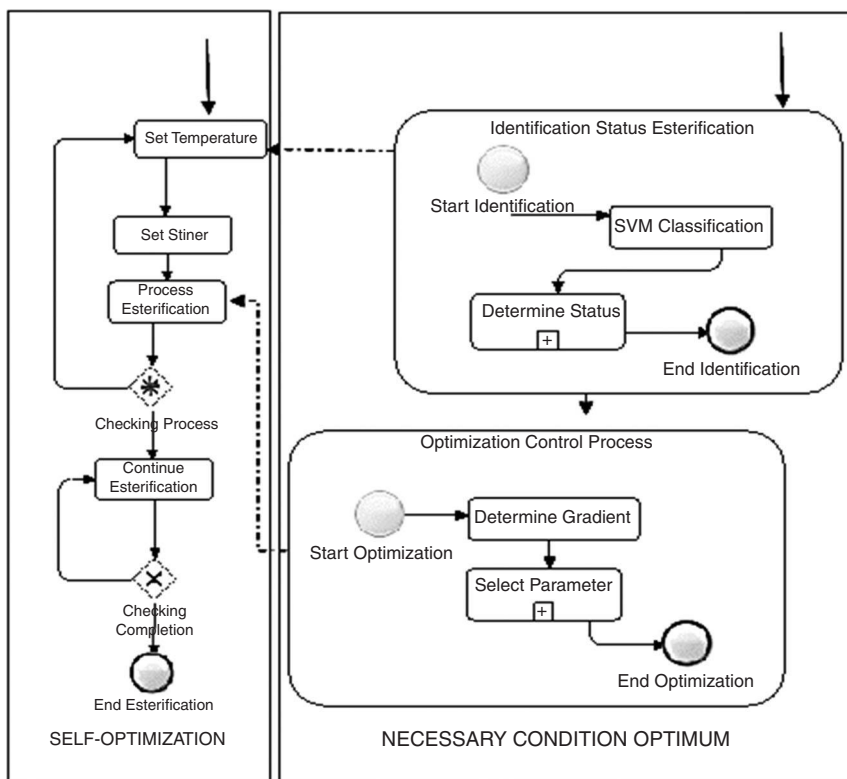 Set Temperature
Set Stiner
Process
Esterification
Checking Process
Continue
Esterification
Checking
Completion
End Esterification
SELF-OPTIMIZATION
Identification Status Esterification
Start Identification
SVM Classification
Determine Status
+
End Identification
Optimization Control Process
Start Optimization
Determine Gradient
Select Parameter
+
End Optimization
NECESSARY CONDITION OPTIMUM